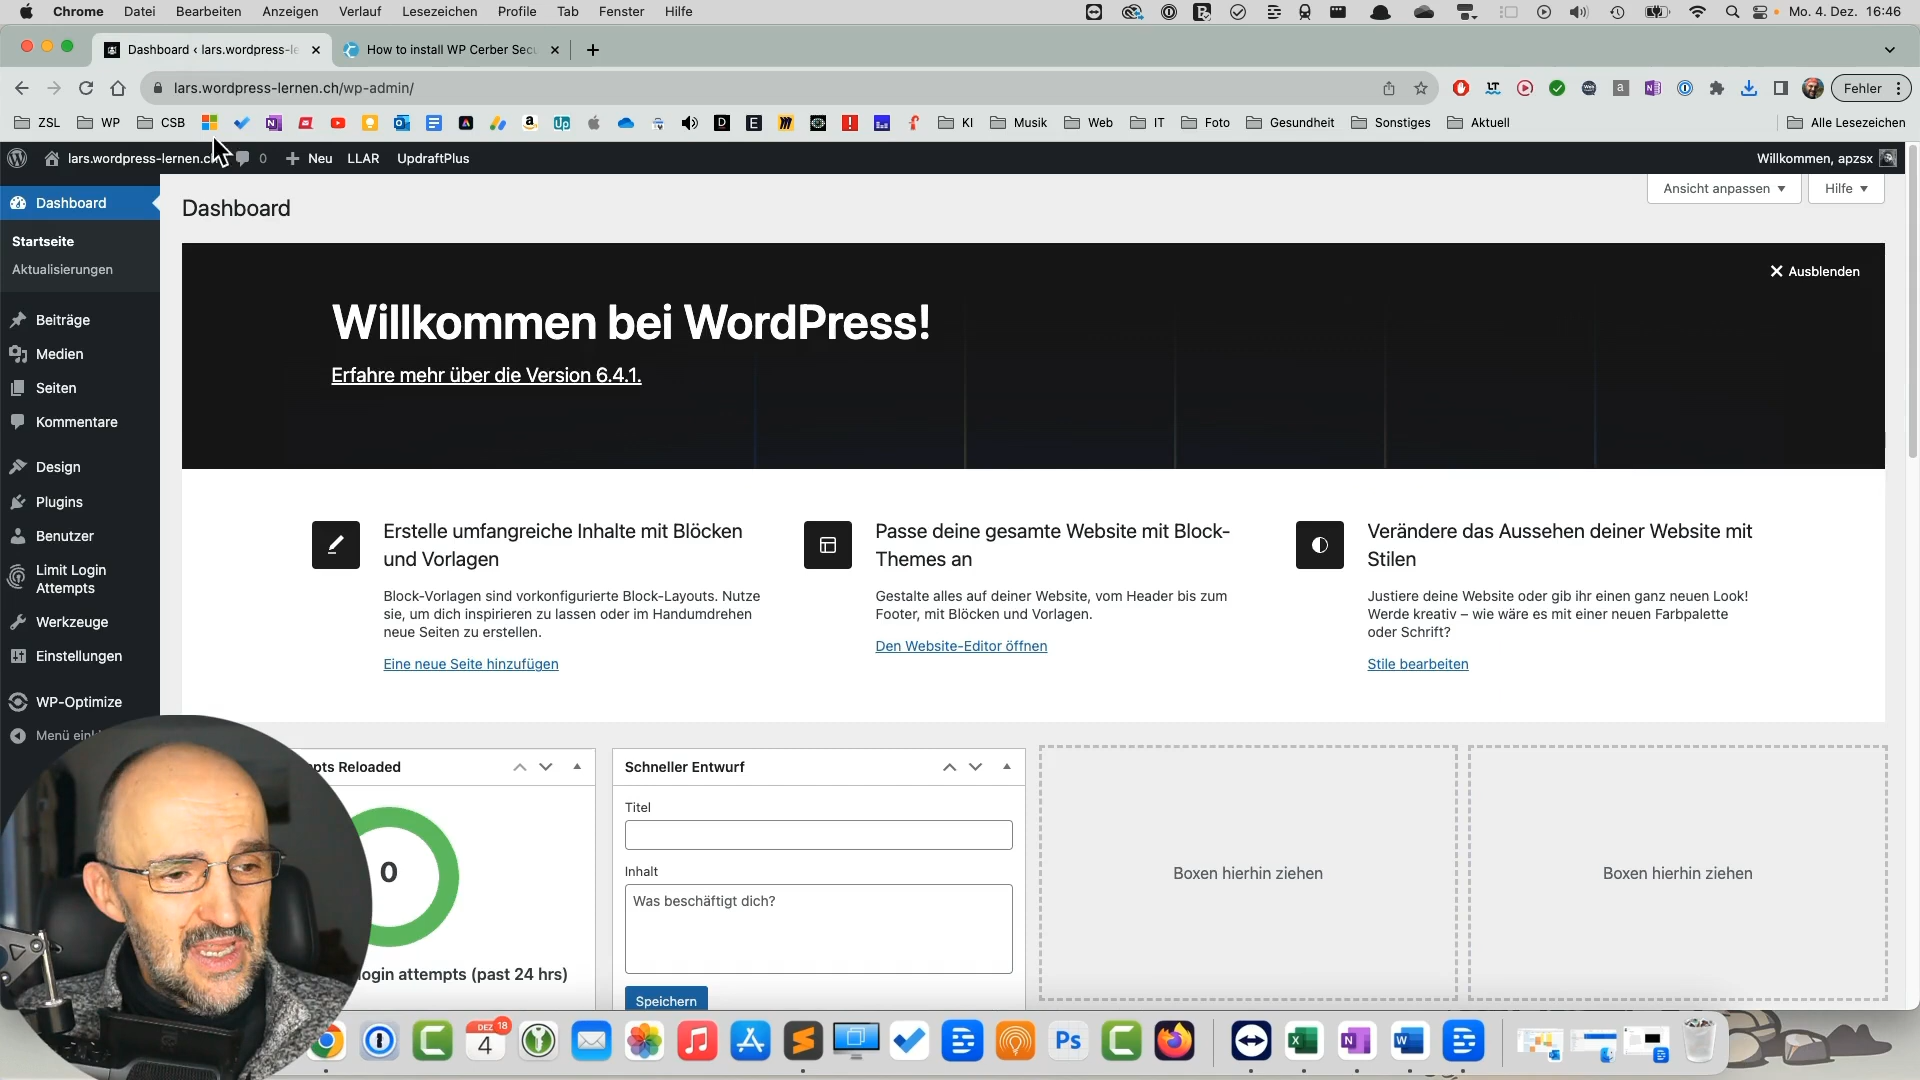 Chrome Datei Bearbeiten Anzeigen Verlauf Lesezeichen Profile Tab Fenster Hilfe
Mo. 4. Dez. 16:46
Dashboard ‹ lars.wordpress-le
How to install WP Cerber Secu
lars.wordpress-lernen.ch/wp-admin/
Fehler
ZSL WP CSB KI Musik Web IT Foto Gesundheit Sonstiges Aktuell Alle Lesezeichen
lars.wordpress-lernen.c 0 Neu LLAR UpdraftPlus
Willkommen, apzsx
Dashboard
Startseite
Aktualisierungen
Beiträge
Medien
Seiten
Kommentare
Design
Plugins
Benutzer
Limit Login
Attempts
Werkzeuge
Einstellungen
WP-Optimize
Menü eink
Dashboard
Ansicht anpassen
Hilfe
Ausblenden
Willkommen bei WordPress!
Erfahre mehr über die Version 6.4.1.
Erstelle umfangreiche Inhalte mit Blöcken
und Vorlagen
Block-Vorlagen sind vorkonfigurierte Block-Layouts. Nutze
sie, um dich inspirieren zu lassen oder im Handumdrehen
neue Seiten zu erstellen.
Eine neue Seite hinzufügen
Passe deine gesamte Website mit Block-
Themes an
Gestalte alles auf deiner Website, vom Header bis zum
Footer, mit Blöcken und Vorlagen.
Den Website-Editor öffnen
Verändere das Aussehen deiner Website mit
Stilen
Justiere deine Website oder gib ihr einen ganz neuen Look!
Werde kreativ – wie wäre es mit einer neuen Farbpalette
oder Schrift?
Stile bearbeiten
pts Reloaded
0
login attempts (past 24 hrs)
Schneller Entwurf
Titel
Inhalt
Was beschäftigt dich?
Speichern
Boxen hierhin ziehen
Boxen hierhin ziehen
DEZ 18
4
Ps